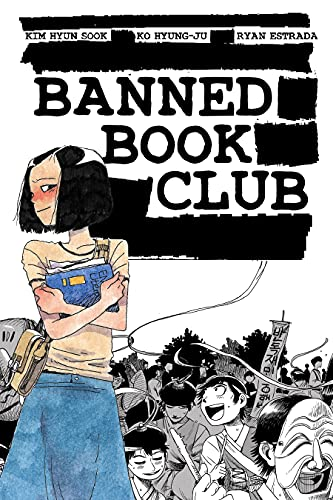 KIM HYUN SOOK KO HYUNG-JU RYAN ESTRADA
BANNED
BOOK
CLUB